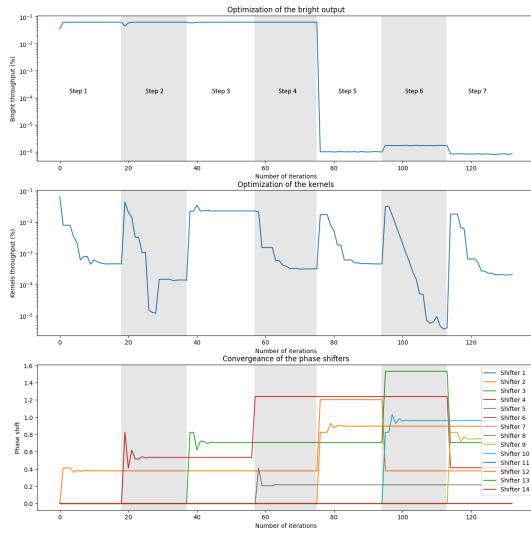 Optimization of the bright output
10⁻¹
10⁻²
10⁻³
10⁻⁴
10⁻⁵
10⁻⁶
Bright throughput (%)
Step 1
Step 2
Step 3
Step 4
Step 5
Step 6
Step 7
0
20
40
60
80
100
120
Number of iterations
Optimization of the kernels
10⁻¹
10⁻²
10⁻³
10⁻⁴
10⁻⁵
Kernels throughput (%)
0
20
40
60
80
100
120
Number of iterations
Convergeance of the phase shifters
1.6
1.4
1.2
1.0
0.8
0.6
0.4
0.2
0.0
Phase shift
Shifter 1
Shifter 2
Shifter 3
Shifter 4
Shifter 5
Shifter 6
Shifter 7
Shifter 8
Shifter 9
Shifter 10
Shifter 11
Shifter 12
Shifter 13
Shifter 14
0
20
40
60
80
100
120
Number of iterations